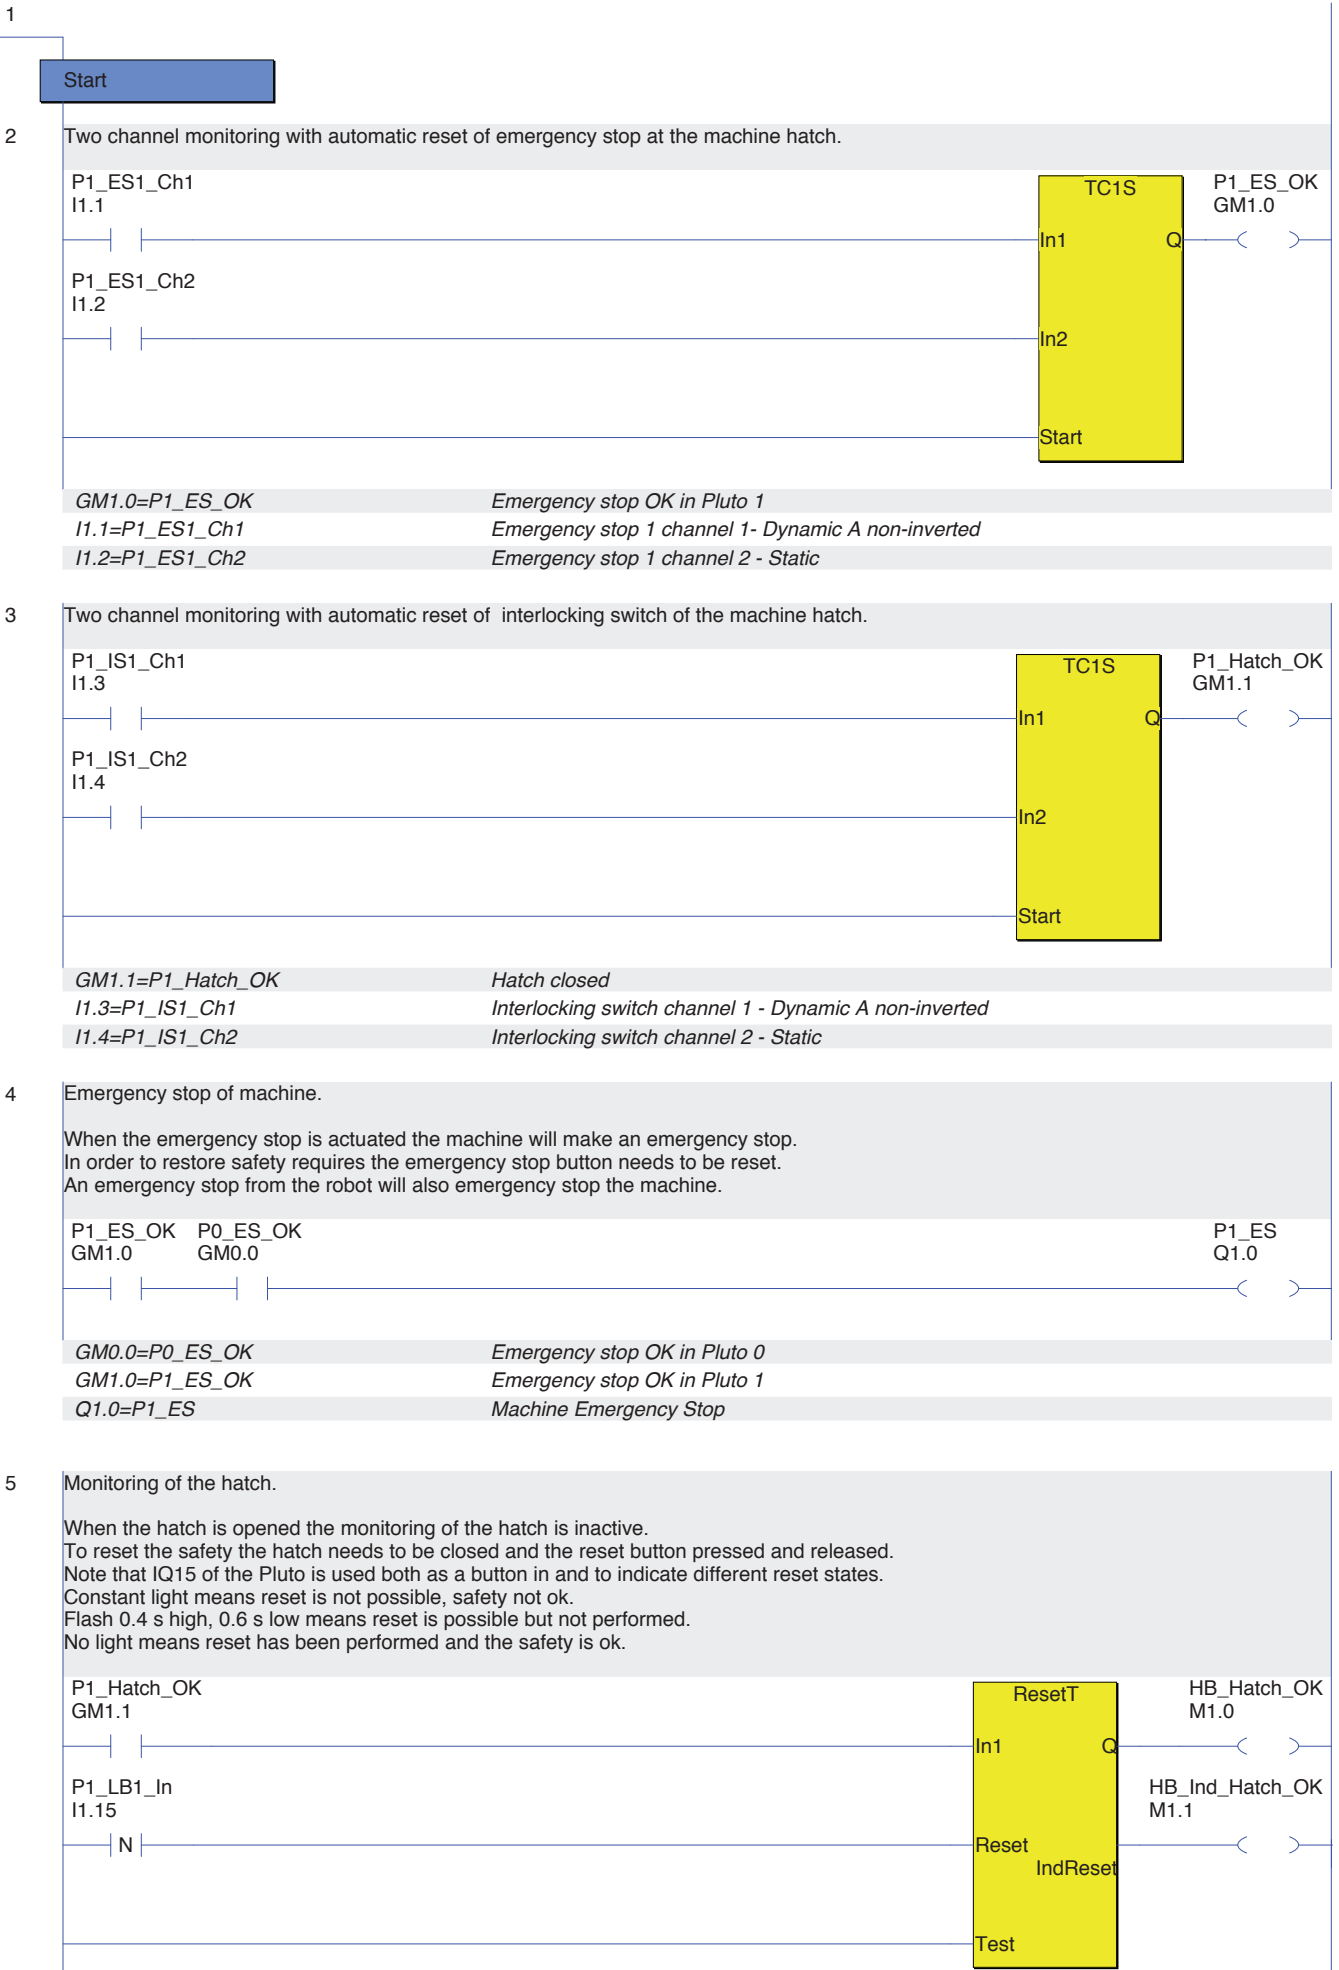 1
Start
2 Two channel monitoring with automatic reset of emergency stop at the machine hatch.
P1_ES1_Ch1
I1.1
TC1S
P1_ES_OK
GM1.0
In1 Q
P1_ES1_Ch2
I1.2
In2
Start
GM1.0=P1_ES_OK Emergency stop OK in Pluto 1
I1.1=P1_ES1_Ch1 Emergency stop 1 channel 1- Dynamic A non-inverted
I1.2=P1_ES1_Ch2 Emergency stop 1 channel 2 - Static
3 Two channel monitoring with automatic reset of interlocking switch of the machine hatch.
P1_IS1_Ch1
I1.3
TC1S
P1_Hatch_OK
GM1.1
In1 Q
P1_IS1_Ch2
I1.4
In2
Start
GM1.1=P1_Hatch_OK Hatch closed
I1.3=P1_IS1_Ch1 Interlocking switch channel 1 - Dynamic A non-inverted
I1.4=P1_IS1_Ch2 Interlocking switch channel 2 - Static
4 Emergency stop of machine.
When the emergency stop is actuated the machine will make an emergency stop.
In order to restore safety requires the emergency stop button needs to be reset.
An emergency stop from the robot will also emergency stop the machine.
P1_ES_OK P0_ES_OK P1_ES
GM1.0 GM0.0 Q1.0
GM0.0=P0_ES_OK Emergency stop OK in Pluto 0
GM1.0=P1_ES_OK Emergency stop OK in Pluto 1
Q1.0=P1_ES Machine Emergency Stop
5 Monitoring of the hatch.
When the hatch is opened the monitoring of the hatch is inactive.
To reset the safety the hatch needs to be closed and the reset button pressed and released.
Note that IQ15 of the Pluto is used both as a button in and to indicate different reset states.
Constant light means reset is not possible, safety not ok.
Flash 0.4 s high, 0.6 s low means reset is possible but not performed.
No light means reset has been performed and the safety is ok.
P1_Hatch_OK
GM1.1
ResetT
HB_Hatch_OK
M1.0
In1 Q
P1_LB1_In
I1.15
HB_Ind_Hatch_OK
M1.1
N
Reset
IndReset
Test